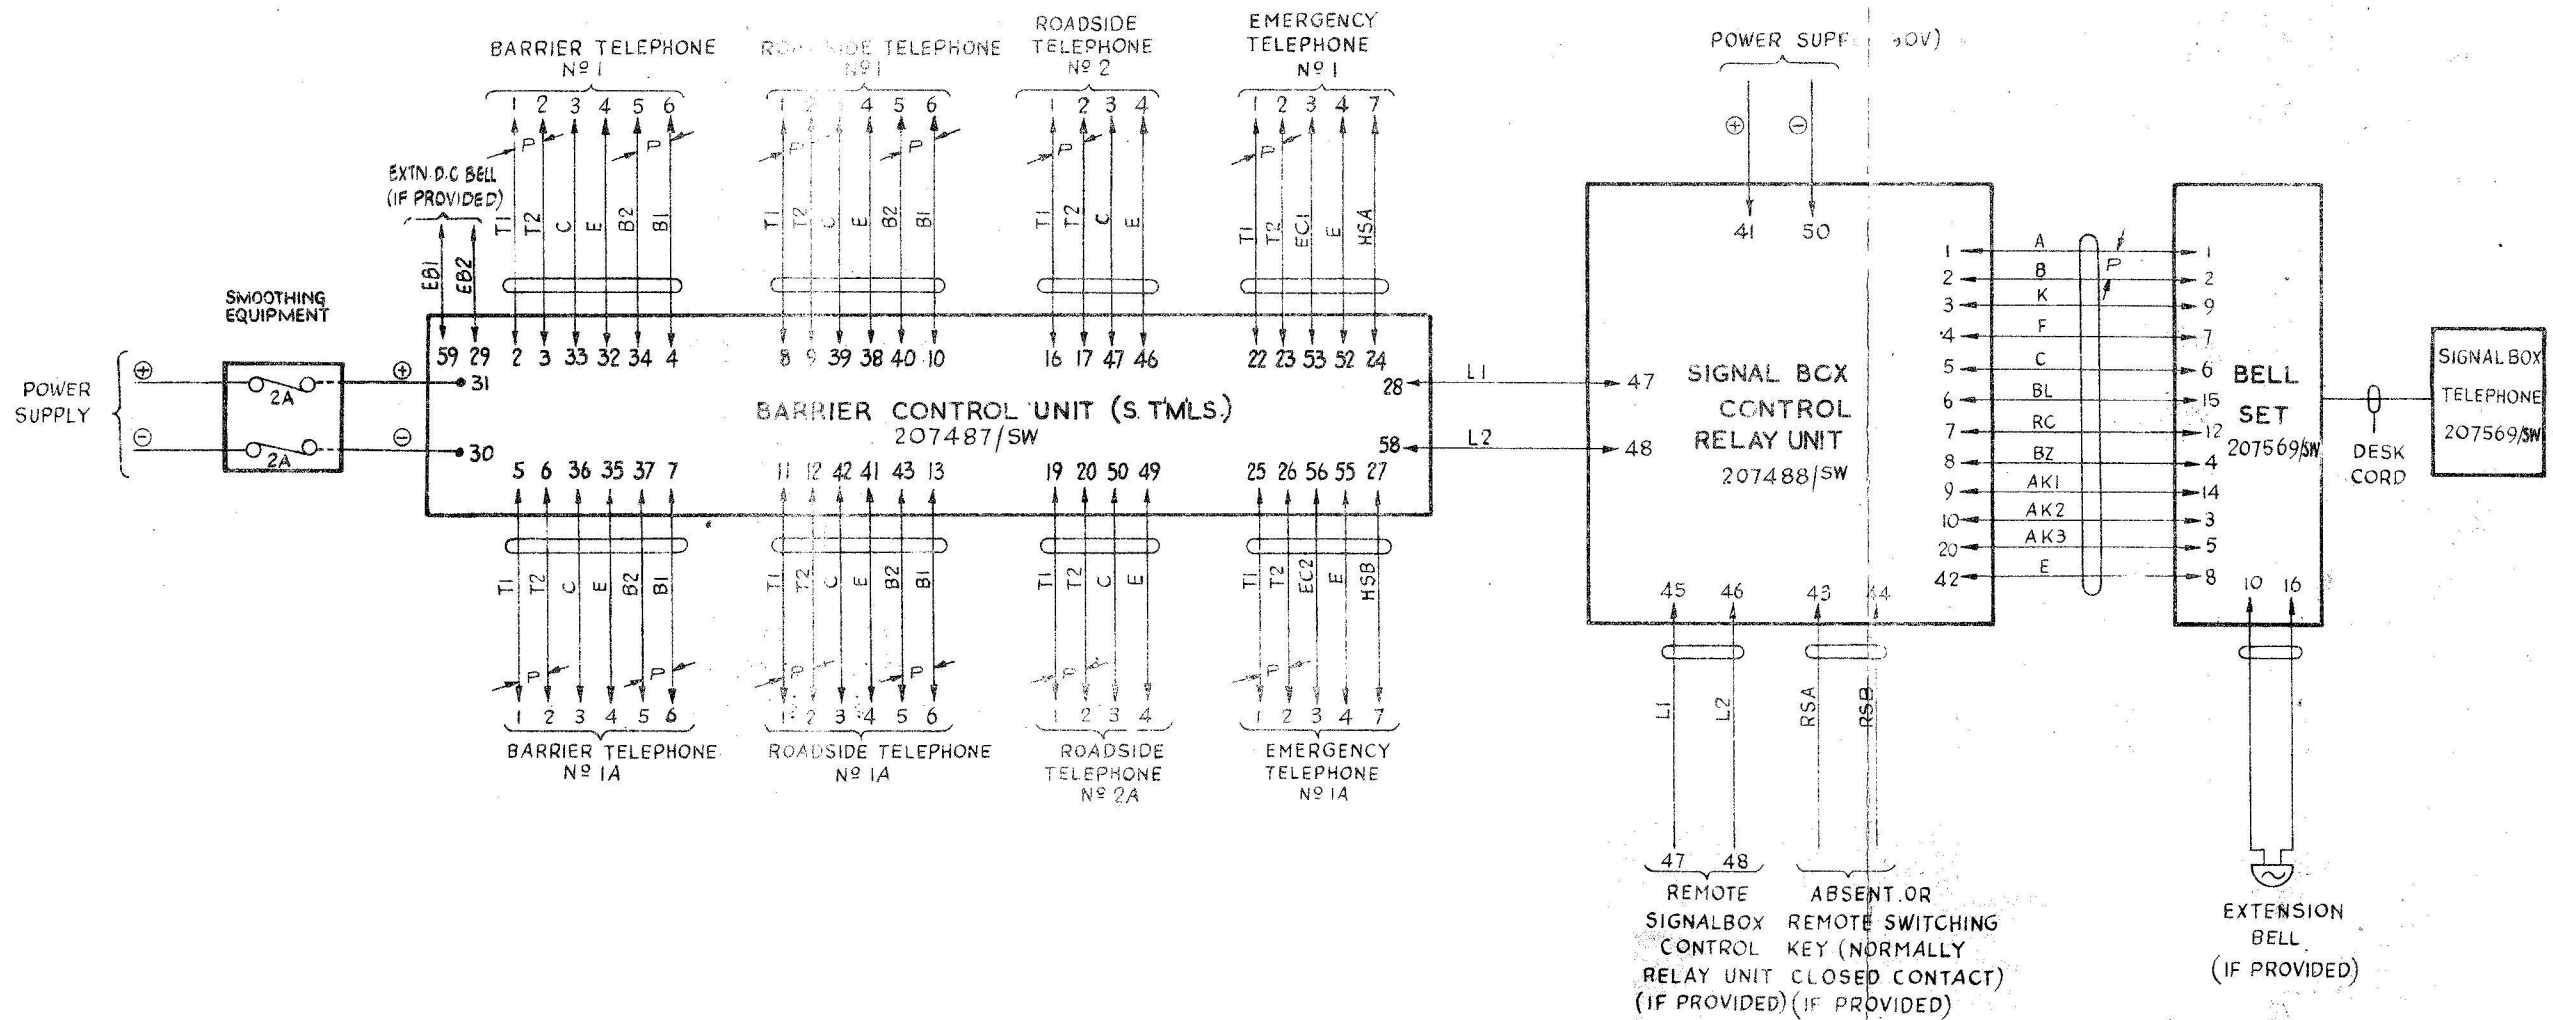 BARRIER TELEPHONE
Nº 1
TELEPHONE
Nº 1
ROADSIDE
TELEPHONE
Nº 2
EMERGENCY
TELEPHONE
Nº 1
POWER
1 2 3 4 5 6
1 4 5 6
1 2 3 4
1 2 3 4 7
P P
P P
P
P
⊕ ⊖
EXTN. D.C BELL
(IF PROVIDED)
EB1 EB2
T1 T2 C E B2 B1
T1 T2 C E B2 B1
T1 T2 C E
T1 T2 EC1 E HSA
SMOOTHING
EQUIPMENT
POWER
SUPPLY
⊕ 2A ⊕
⊖ 2A ⊖
59 29 2 3 33 32 34 4
8 9 39 38 40 10
16 17 47 46
22 23 53 52 24
31
30
28
58
BARRIER CONTROL UNIT (S. TMLS.)
207487/SW
5 6 36 35 37 7
11 12 42 41 43 13
19 20 50 49
25 26 56 55 27
T1 T2 C E B2 B1
T1 T2 C E B2 B1
T1 T2 C E
T1 T2 EC2 E HSB
P P
P P
P
P
1 2 3 4 5 6
1 2 3 4 5 6
1 2 3 4
1 2 3 4 7
BARRIER TELEPHONE
Nº 1A
ROADSIDE TELEPHONE
Nº 1A
ROADSIDE
TELEPHONE
Nº 2A
EMERGENCY
TELEPHONE
Nº 1A
L1
L2
41 50
47
48
SIGNAL BOX
CONTROL
RELAY UNIT
207488/SW
45 46 43 44
1 A 1
P
2 B 2
3 K 9
4 F 7
5 C 6
6 BL 15
7 RC 12
8 BZ 4
9 AK1 14
10 AK2 3
20 AK3 5
42 E 8
BELL
SET
207569/SW
10 16
DESK
CORD
SIGNAL BOX
TELEPHONE
207569/SW
L1 L2
RSA RSB
47 48
REMOTE
SIGNALBOX
CONTROL
RELAY UNIT
(IF PROVIDED)
ABSENT OR
REMOTE SWITCHING
KEY (NORMALLY
CLOSED CONTACT)
(IF PROVIDED)
EXTENSION
BELL
(IF PROVIDED)